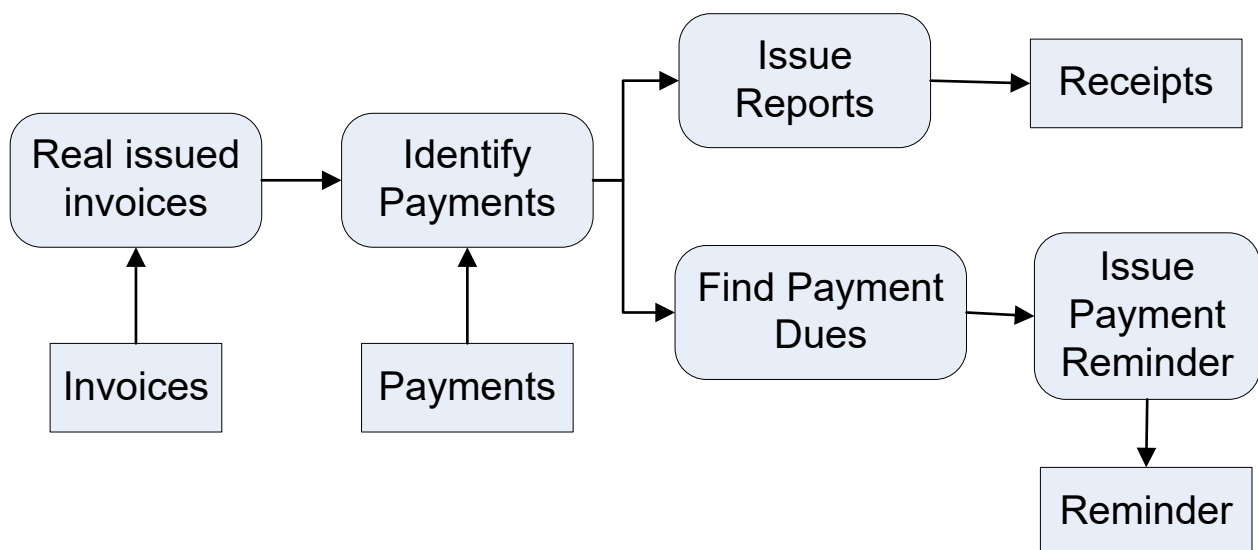 Real issued
invoices
Identify
Payments
Issue
Reports
Receipts
Find Payment
Dues
Issue
Payment
Reminder
Invoices
Payments
Reminder